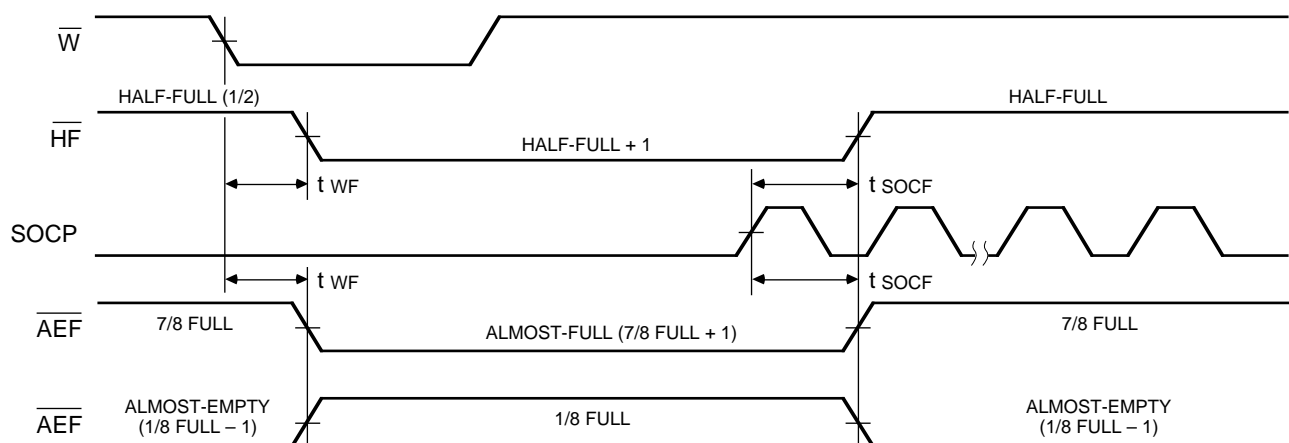 W
HALF-FULL (1/2) HALF-FULL
HF
HALF-FULL + 1
t WF t SOCF
SOCP
t WF t SOCF
AEF 7/8 FULL ALMOST-FULL (7/8 FULL + 1) 7/8 FULL
AEF ALMOST-EMPTY 1/8 FULL ALMOST-EMPTY
(1/8 FULL – 1) (1/8 FULL – 1)